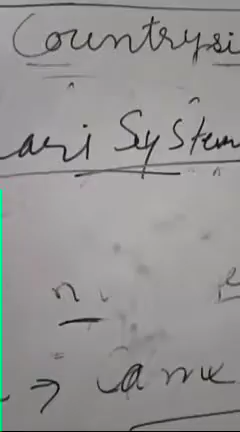 Countrysi
ari System
n.
→ came